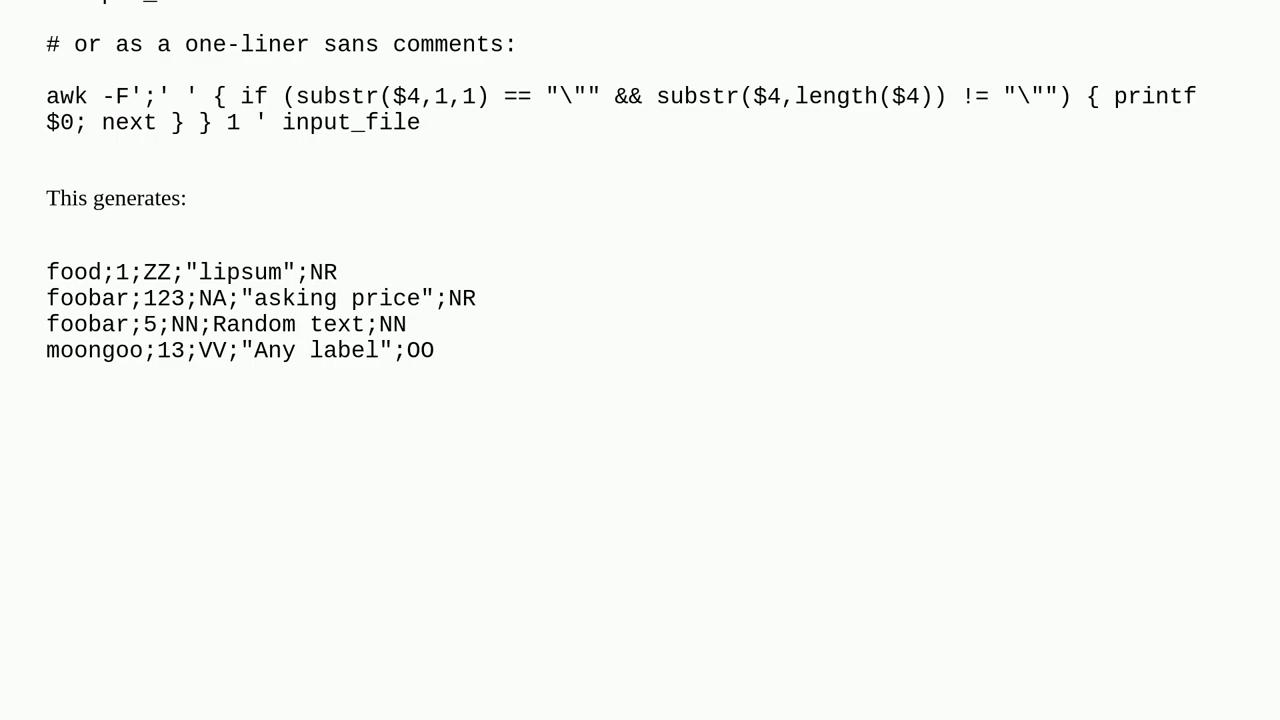 # or as a one-liner sans comments:
awk -F';' ' { if (substr($4,1,1) == "\"" && substr($4,length($4)) != "\"") { printf
$0; next } } 1 ' input_file
This generates:
food;1;ZZ;"lipsum";NR
foobar;123;NA;"asking price";NR
foobar;5;NN;Random text;NN
moongoo;13;VV;"Any label";OO